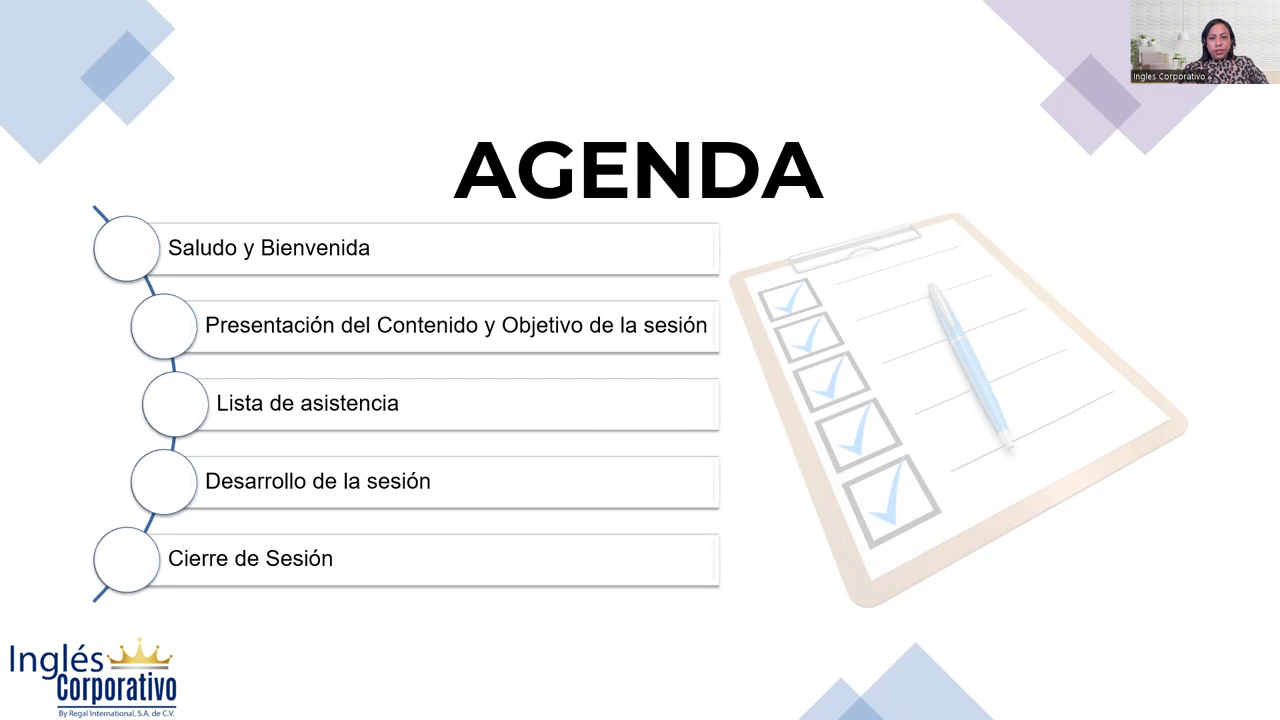 Ingles Corporativo
AGENDA
Saludo y Bienvenida
Presentación del Contenido y Objetivo de la sesión
Lista de asistencia
Desarrollo de la sesión
Cierre de Sesión
Inglés
Corporativo
By Regal International, S.A. de C.V.